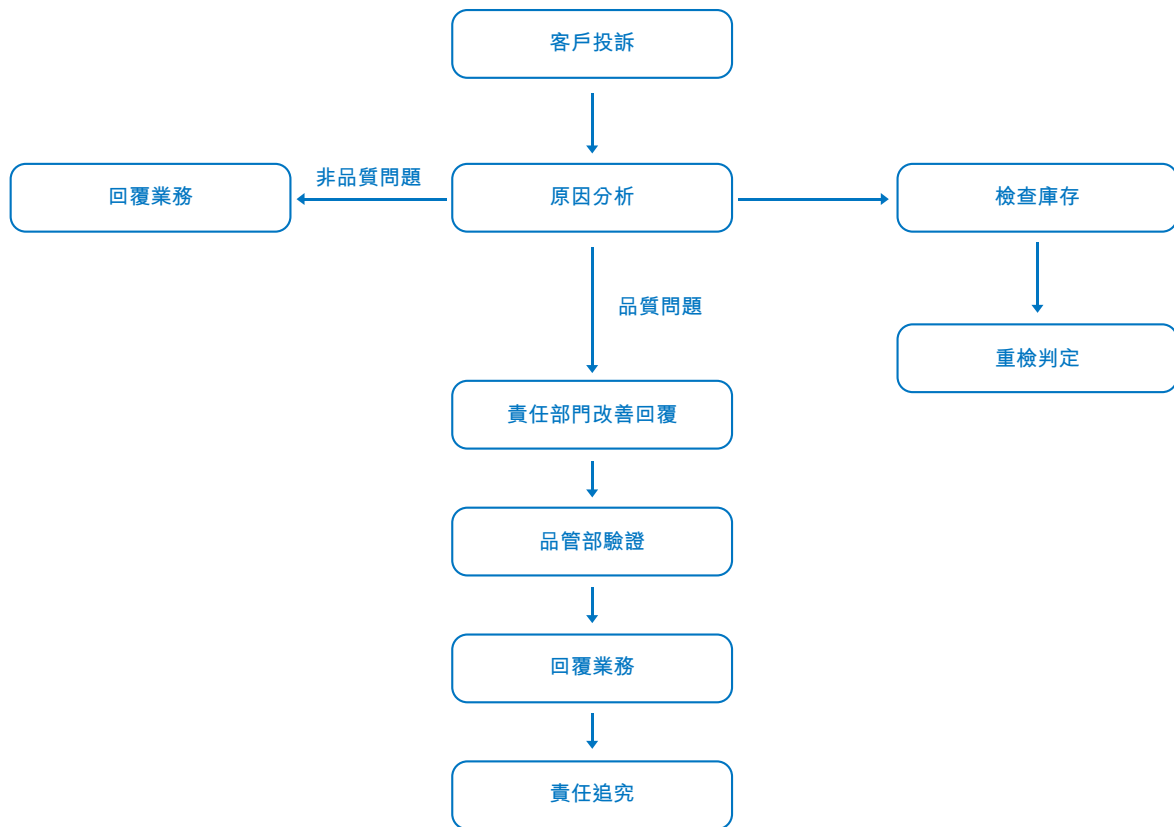 客戶投訴
非品質問題
回覆業務
原因分析
檢查庫存
品質問題
重檢判定
責任部門改善回覆
品管部驗證
回覆業務
責任追究